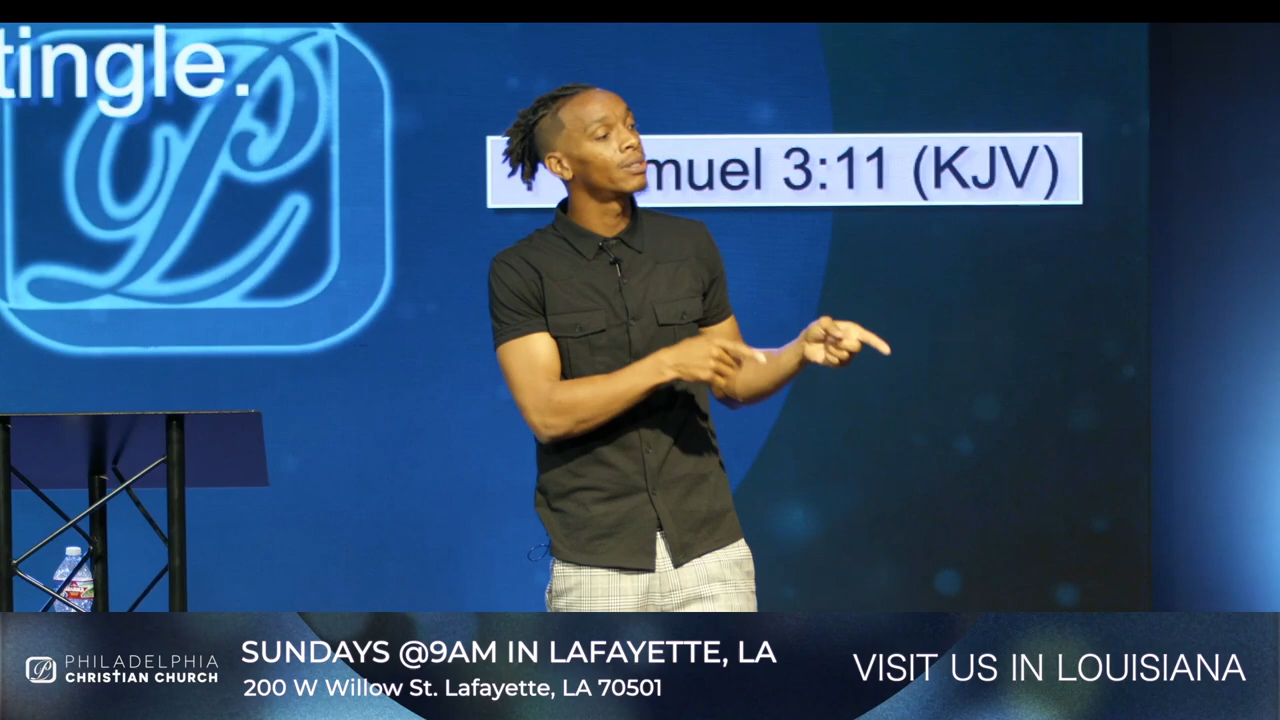 tingle.
muel 3:11 (KJV)
PHILADELPHIA
CHRISTIAN CHURCH
SUNDAYS @9AM IN LAFAYETTE, LA
200 W Willow St. Lafayette, LA 70501
VISIT US IN LOUISIANA